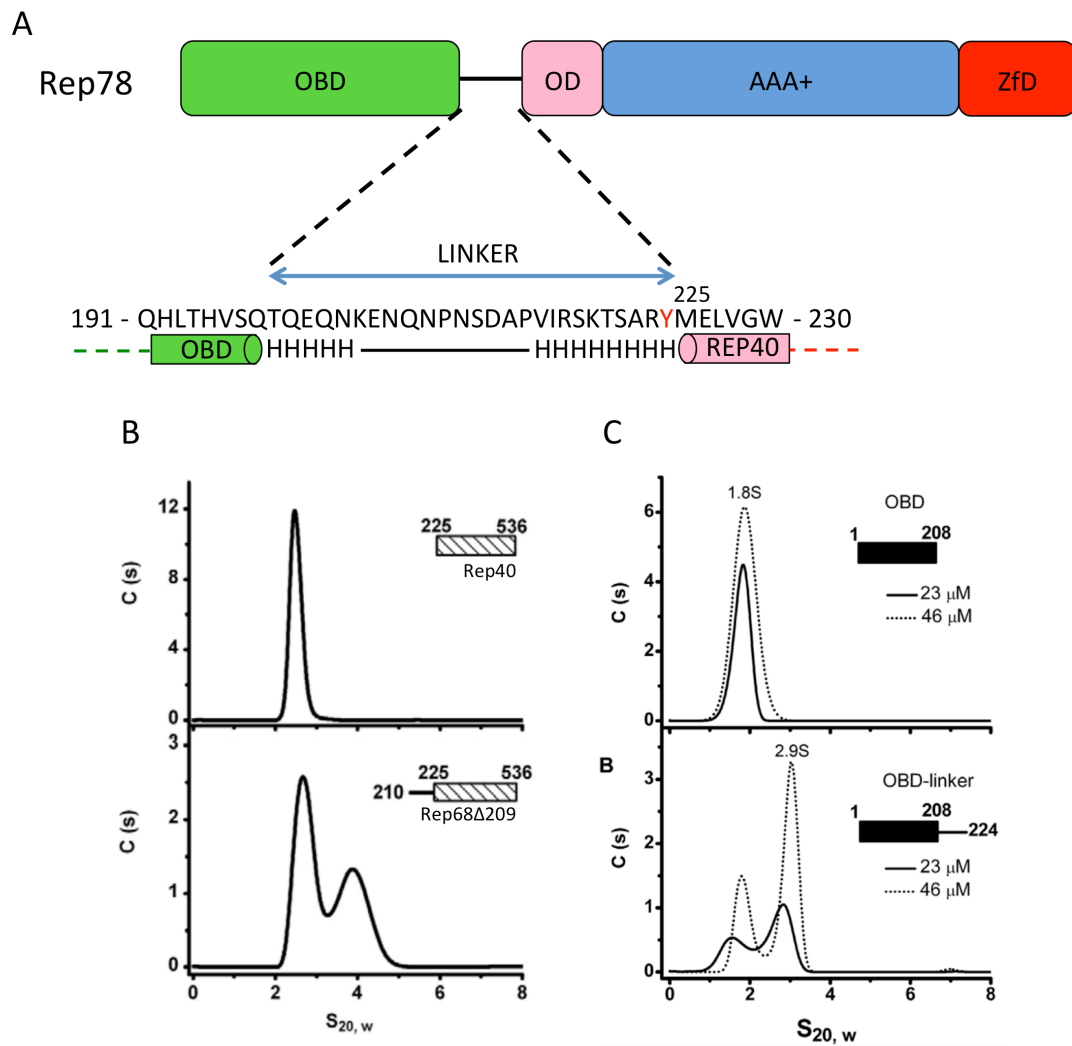 A
Rep78
OBD
OD
AAA+
ZfD
LINKER
225
191 - QHLTHVSQTQEQNKENQNPNSDAPVIRSKTSARYMELVGW - 230
OBD HHHHH HHHHHHHH REP40
B
12
8
4
0
C (s)
225 536
Rep40
3
2
1
0
C (s)
225 536
210
Rep68Δ209
0 2 4 6 8
S20, w
C
6
4
2
0
C (s)
1.8S
OBD
1 208
23 μM
46 μM
B
3
2
1
0
C (s)
2.9S
OBD-linker
1 208
224
23 μM
46 μM
0 2 4 6 8
S20, w